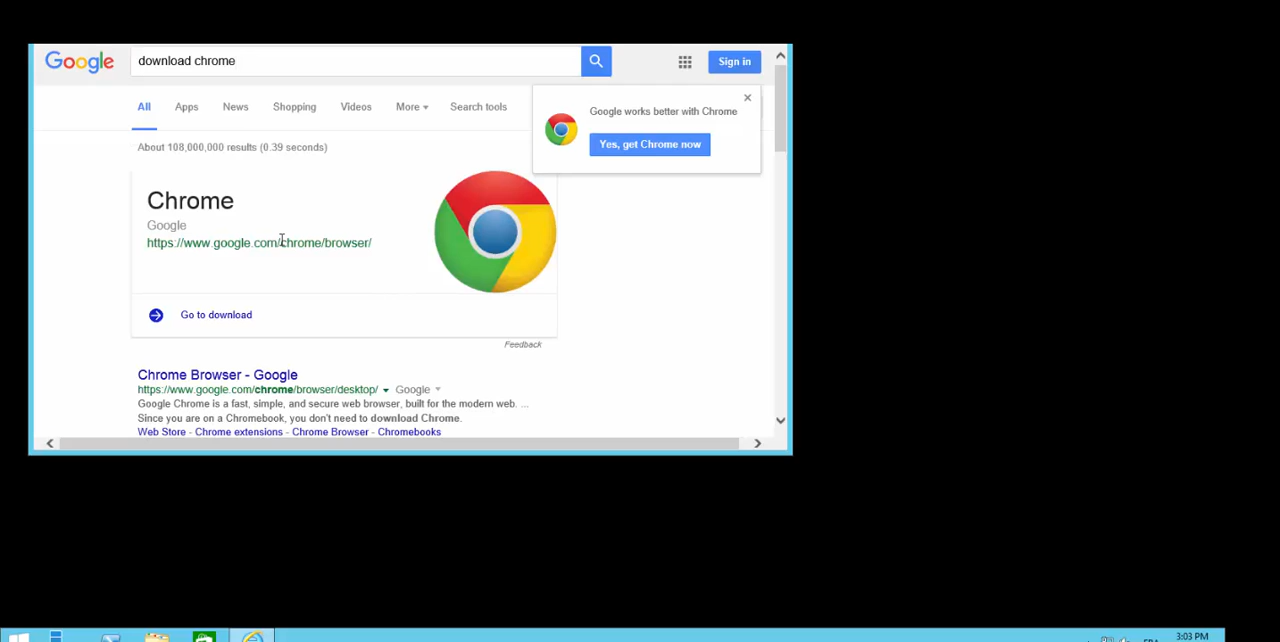 Google download chrome Sign in
All Apps News Shopping Videos More Search tools
Google works better with Chrome
Yes, get Chrome now
About 108,000,000 results (0.39 seconds)
Chrome
Google
https://www.google.com/chrome/browser/
Go to download
Feedback
Chrome Browser - Google
https://www.google.com/chrome/browser/desktop/ Google
Google Chrome is a fast, simple, and secure web browser, built for the modern web. ...
Since you are on a Chromebook, you don't need to download Chrome.
Web Store - Chrome extensions - Chrome Browser - Chromebooks
3:03 PM